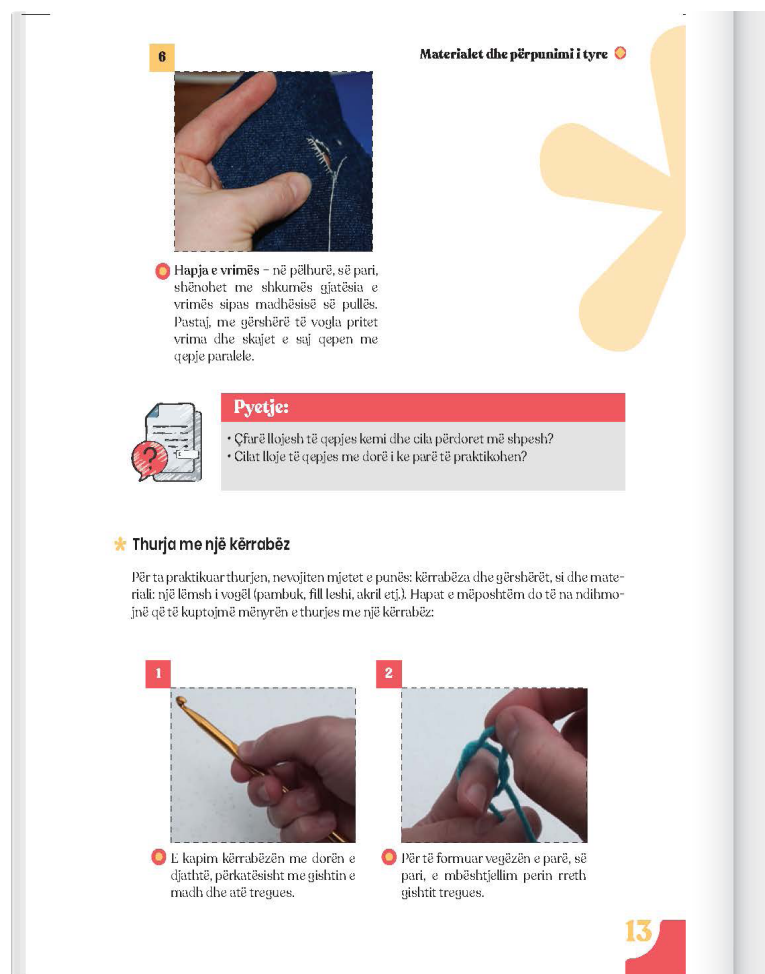 Materialet dhe përpunimi i tyre
6
Hapja e vrimës – në pëlhurë, së pari,
shënohet me shkumës gjatësia e
vrimës sipas madhësisë së pullës.
Pastaj, me gërshërë të vogla pritet
vrima dhe skajet e saj qepen me
qepje paralele.
Pyetje:
• Çfarë llojesh të qepjes kemi dhe cila përdoret më shpesh?
• Cilat lloje të qepjes me dorë i ke parë të praktikohen?
?
Thurja me një kërrabëz
Për ta praktikuar thurjen, nevojiten mjetet e punës: kërrabëza dhe gërshërët, si dhe mate-
riali: një lëmsh i vogël (pambuk, fill leshi, akril etj.). Hapat e mëposhtëm do të na ndihmo-
jnë që të kuptojmë mënyrën e thurjes me një kërrabëz:
1
E kapim kërrabëzën me dorën e
djathtë, përkatësisht me gishtin e
madh dhe atë tregues.
2
Për të formuar vegëzën e parë, së
pari, e mbështjellim perin rreth
gishtit tregues.
13